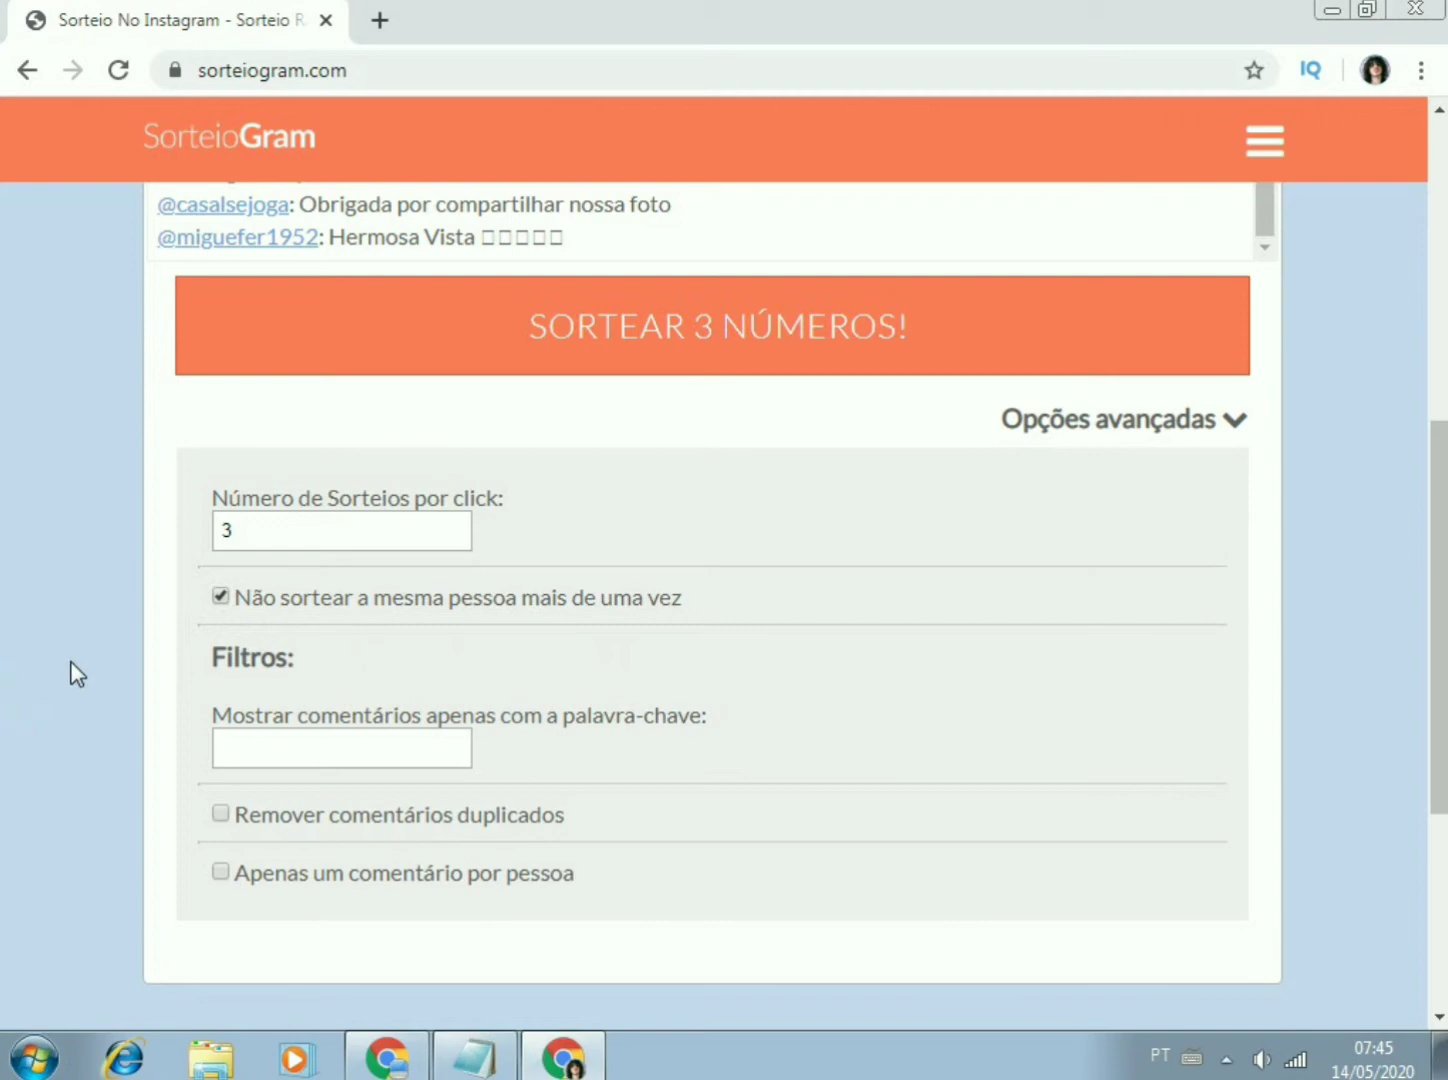 Sorteio No Instagram - Sorteio R
sorteiogram.com
IQ
SorteioGram
@casalsejoga: Obrigada por compartilhar nossa foto
@miguefer1952: Hermosa Vista
SORTEAR 3 NÚMEROS!
Opções avançadas
Número de Sorteios por click:
3
Não sortear a mesma pessoa mais de uma vez
Filtros:
Mostrar comentários apenas com a palavra-chave:
Remover comentários duplicados
Apenas um comentário por pessoa
PT
07:45
14/05/2020